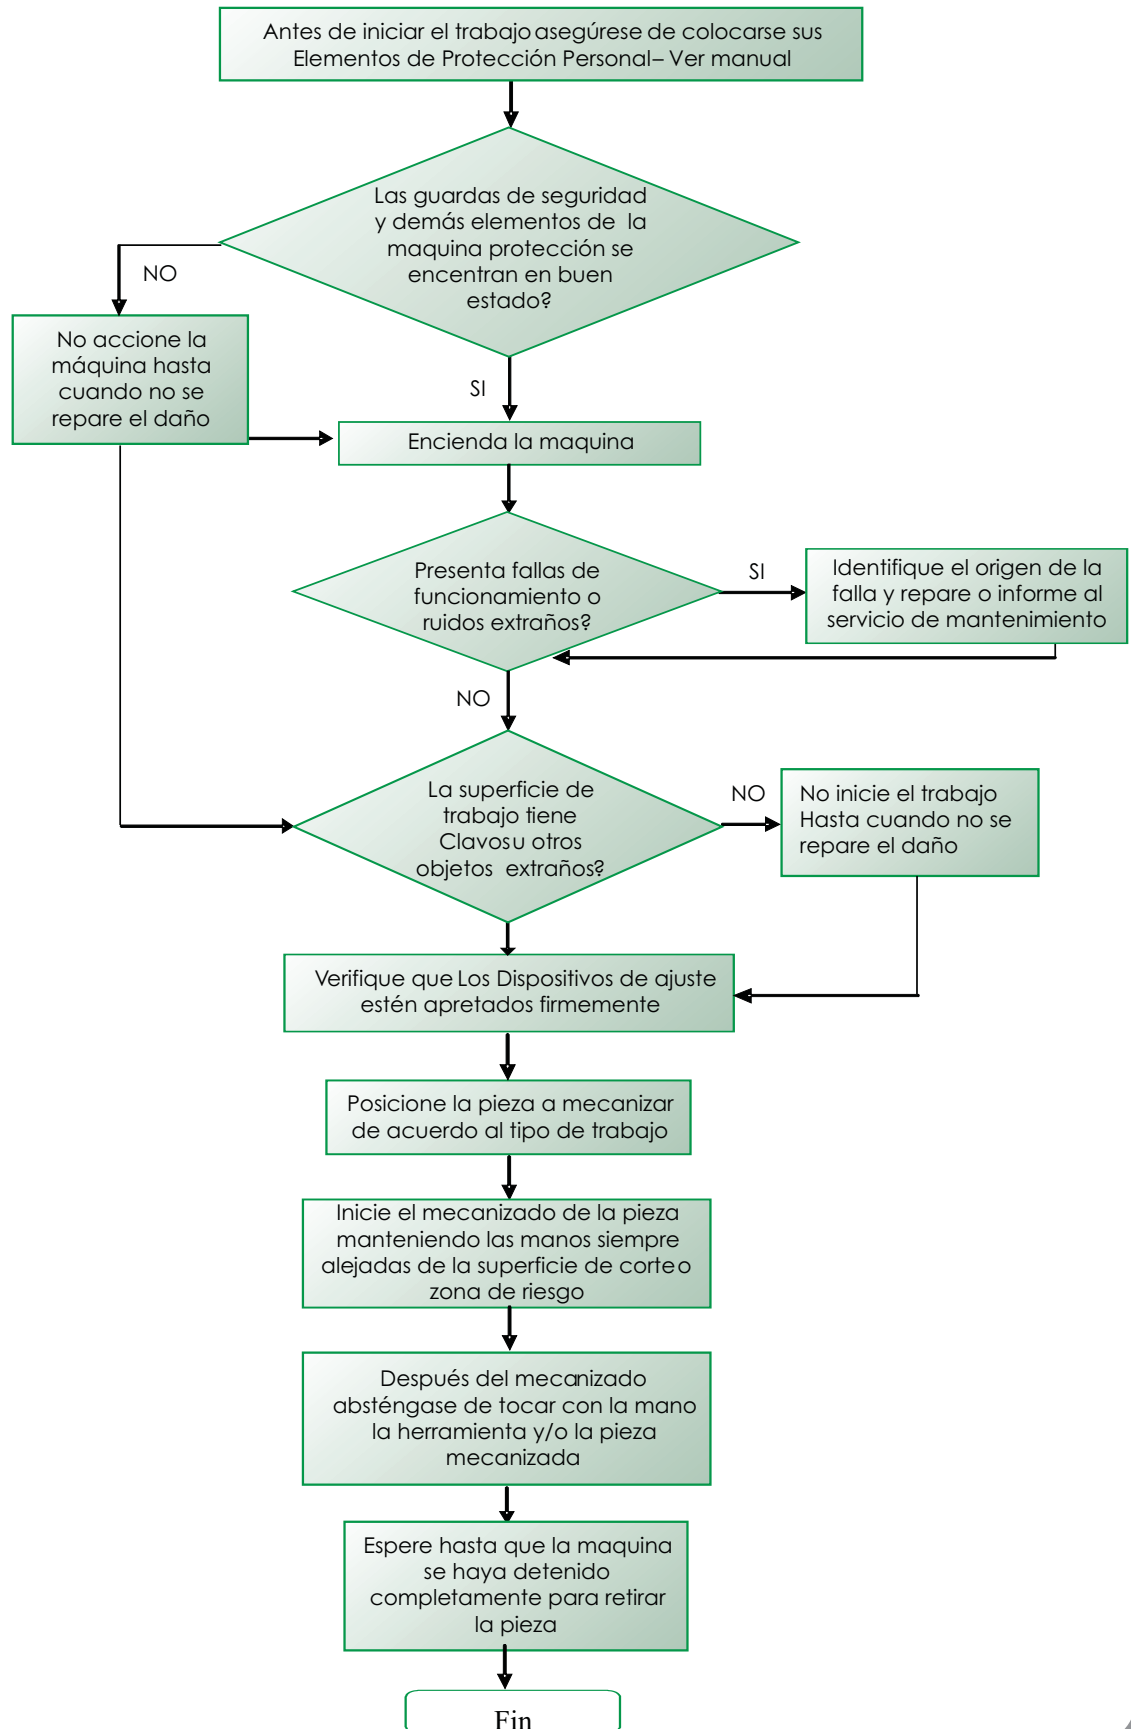 Antes de iniciar el trabajo asegúrese de colocarse sus
Elementos de Protección Personal– Ver manual
Las guardas de seguridad
y demás elementos de la
maquina protección se
encentran en buen
estado?
NO
No accione la
máquina hasta
cuando no se
repare el daño
SI
Encienda la maquina
Presenta fallas de
funcionamiento o
ruidos extraños?
SI
Identifique el origen de la
falla y repare o informe al
servicio de mantenimiento
NO
La superficie de
trabajo tiene
Clavos u otros
objetos extraños?
NO
No inicie el trabajo
Hasta cuando no se
repare el daño
Verifique que Los Dispositivos de ajuste
estén apretados firmemente
Posicione la pieza a mecanizar
de acuerdo al tipo de trabajo
Inicie el mecanizado de la pieza
manteniendo las manos siempre
alejadas de la superficie de corte o
zona de riesgo
Después del mecanizado
absténgase de tocar con la mano
la herramienta y/o la pieza
mecanizada
Espere hasta que la maquina
se haya detenido
completamente para retirar
la pieza
Fin